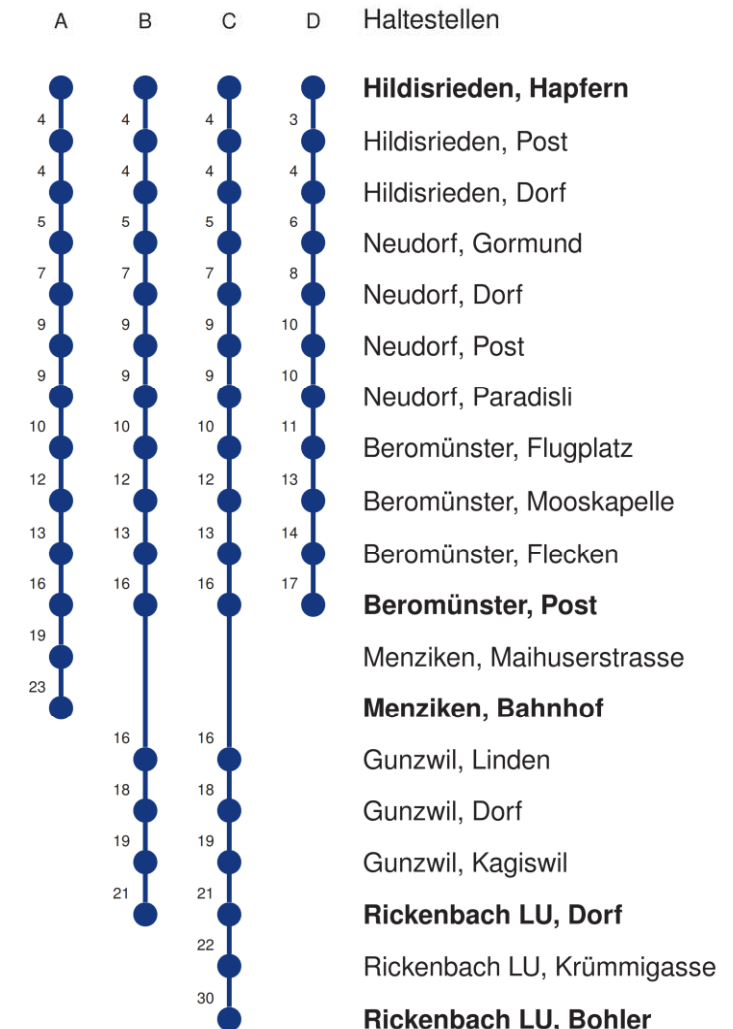 A B C D Haltestellen
Hildisrieden, Hapfern
4 4 4 3 Hildisrieden, Post
4 4 4 4 Hildisrieden, Dorf
5 5 5 6 Neudorf, Gormund
7 7 7 8 Neudorf, Dorf
9 9 9 10 Neudorf, Post
9 9 9 10 Neudorf, Paradisli
10 10 10 11 Beromünster, Flugplatz
12 12 12 13 Beromünster, Mooskapelle
13 13 13 14 Beromünster, Flecken
16 16 16 17 Beromünster, Post
19 Menziken, Maihuserstrasse
23 Menziken, Bahnhof
16 16 Gunzwil, Linden
18 18 Gunzwil, Dorf
19 19 Gunzwil, Kagiswil
21 21 Rickenbach LU, Dorf
22 Rickenbach LU, Krümmigasse
30 Rickenbach LU, Bohler